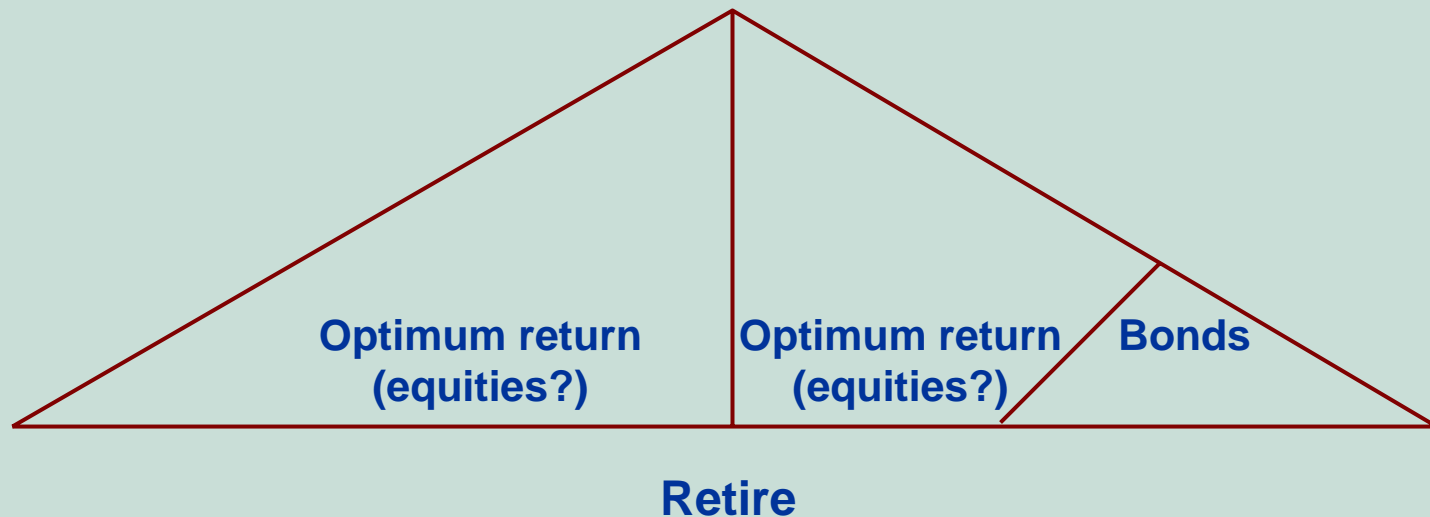 Optimum return
(equities?)
Optimum return
(equities?)
Bonds
Retire